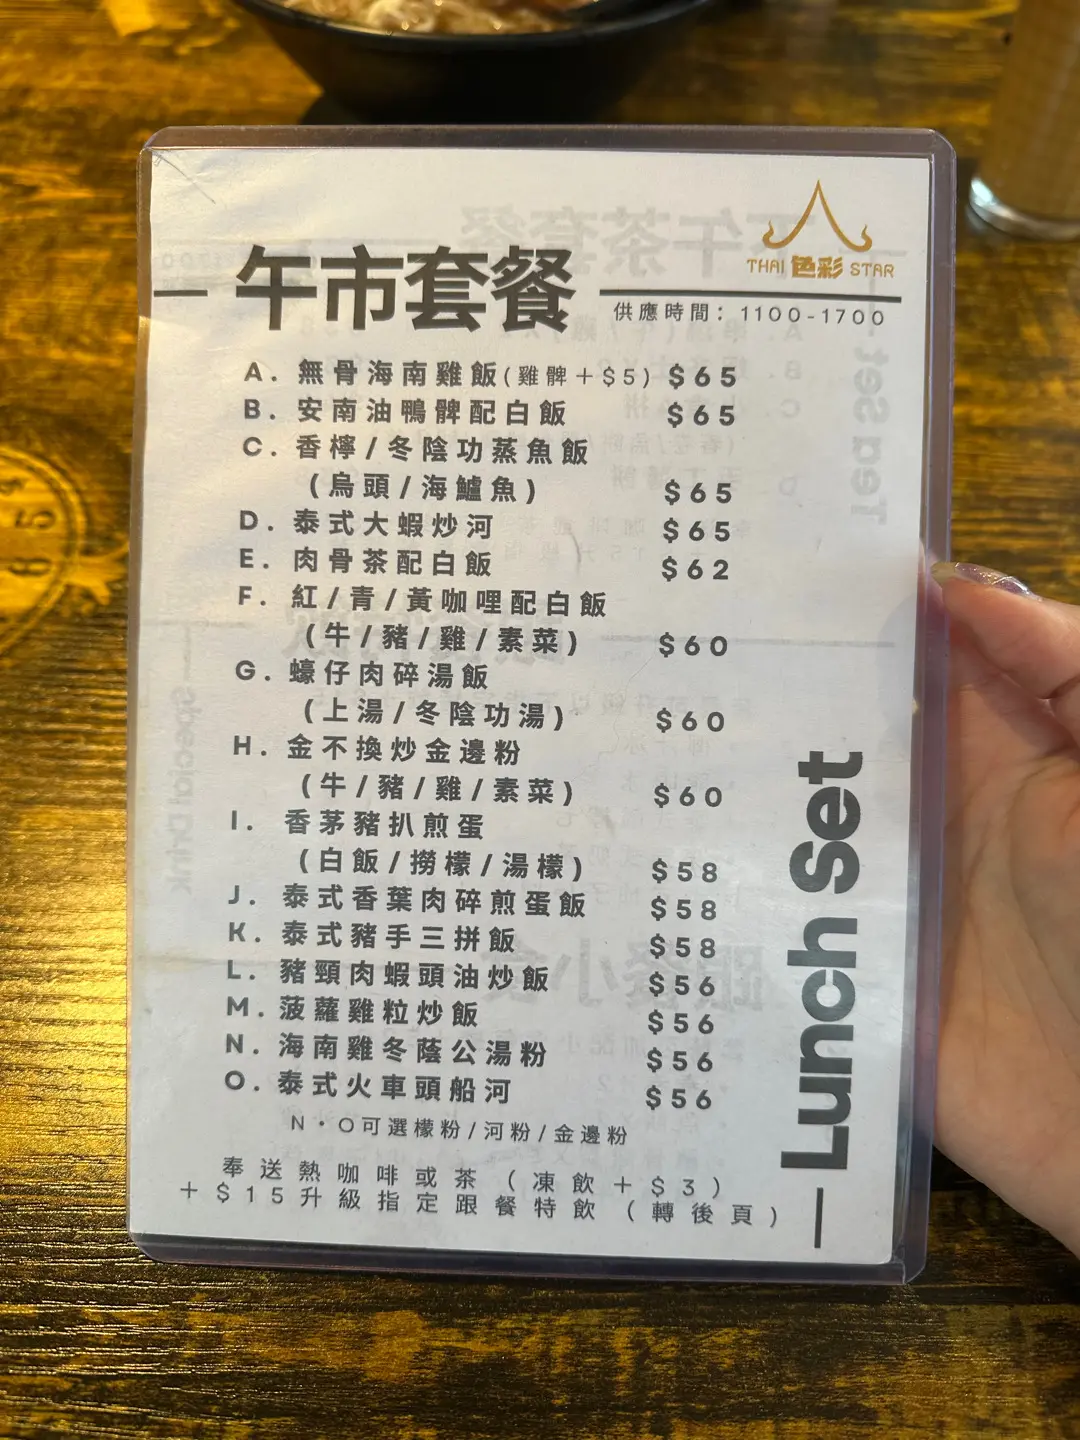 THAI 色彩 STAR
午市套餐
供應時間：1100-1700
A. 無骨海南雞飯(雞髀+$5) $65
B. 安南油鴨髀配白飯 $65
C. 香檸/冬陰功蒸魚飯
(烏頭/海鱸魚) $65
D. 泰式大蝦炒河 $65
E. 肉骨茶配白飯 $62
F. 紅/青/黃咖哩配白飯
(牛/豬/雞/素菜) $60
G. 蠔仔肉碎湯飯
(上湯/冬陰功湯) $60
H. 金不換炒金邊粉
(牛/豬/雞/素菜) $60
I. 香茅豬扒煎蛋
(白飯/撈檬/湯檬) $58
J. 泰式香葉肉碎煎蛋飯 $58
K. 泰式豬手三拼飯 $58
L. 豬頸肉蝦頭油炒飯 $56
M. 菠蘿雞粒炒飯 $56
N. 海南雞冬蔭公湯粉 $56
O. 泰式火車頭船河 $56
N・O可選檬粉/河粉/金邊粉
奉送熱咖啡或茶（凍飲+$3）
+$15升級指定跟餐特飲（轉後頁）
Lunch Set